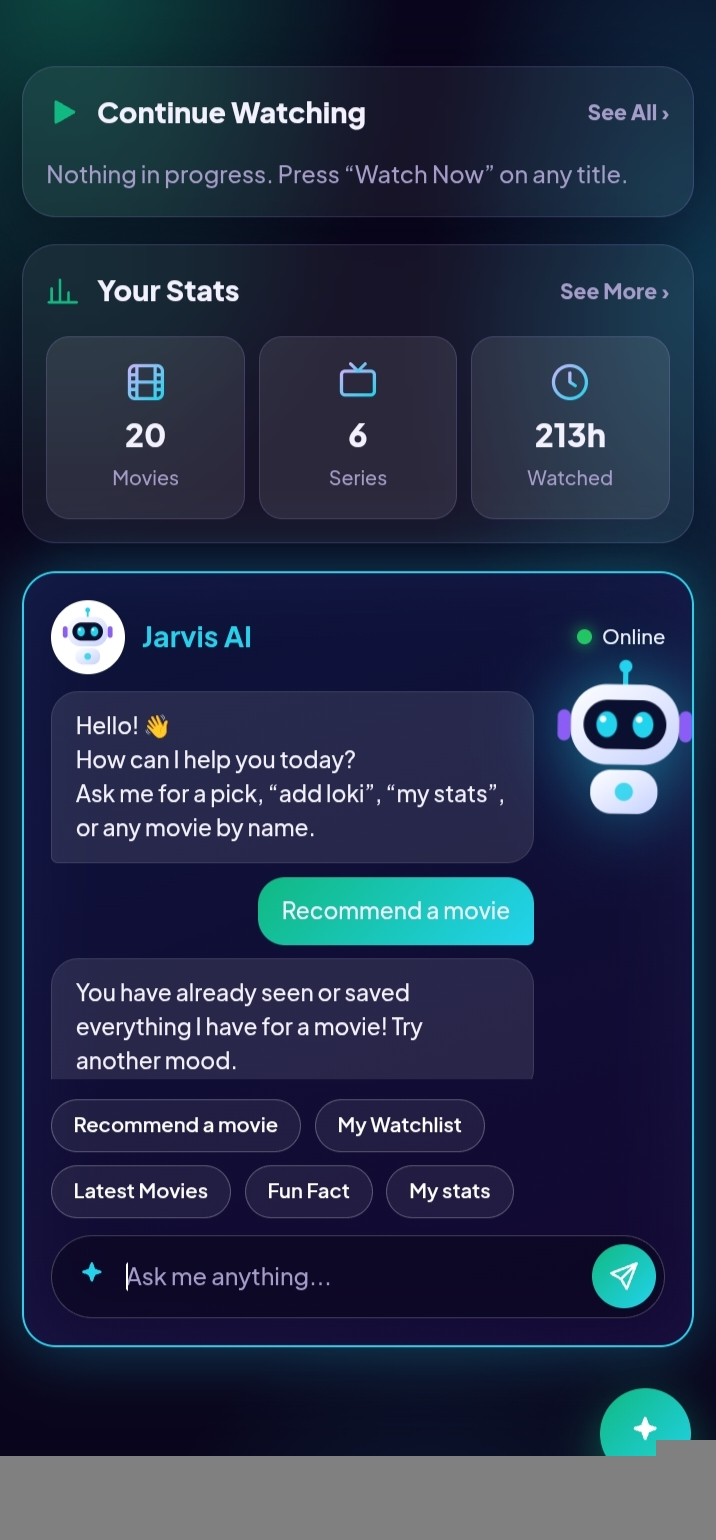 Continue Watching
See All ›
Nothing in progress. Press “Watch Now” on any title.
Your Stats
See More ›
20
Movies
6
Series
213h
Watched
Jarvis AI
Online
Hello! 👋
How can I help you today?
Ask me for a pick, “add loki”, “my stats”,
or any movie by name.
Recommend a movie
You have already seen or saved
everything I have for a movie! Try
another mood.
Recommend a movie
My Watchlist
Latest Movies
Fun Fact
My stats
Ask me anything...